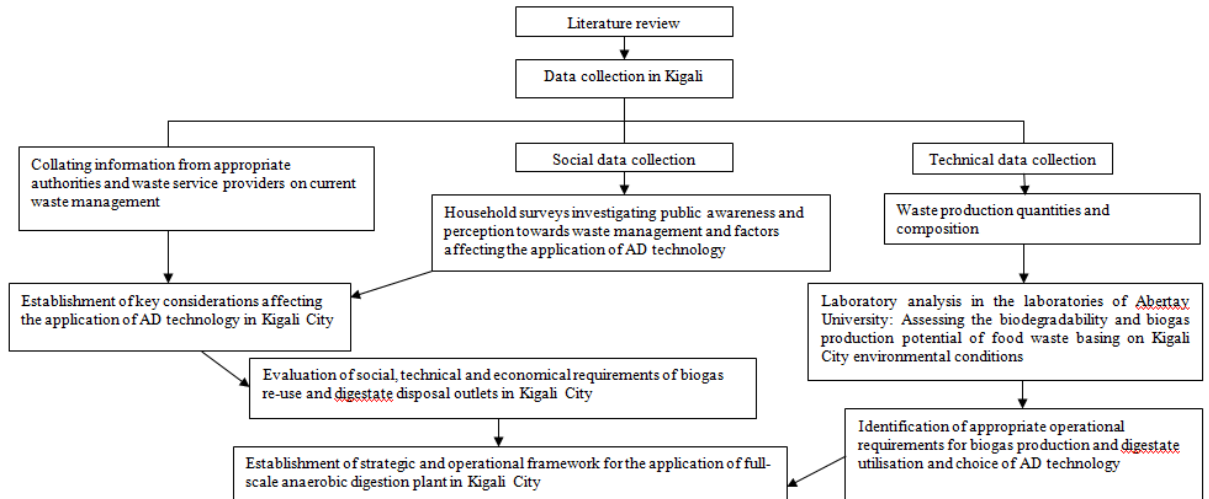 Literature review
Data collection in Kigali
Collating information from appropriate
authorities and waste service providers on current
waste management
Social data collection
Technical data collection
Household surveys investigating public awareness and
perception towards waste management and factors
affecting the application of AD technology
Waste production quantities and
composition
Establishment of key considerations affecting
the application of AD technology in Kigali City
Laboratory analysis in the laboratories of Abertay
University: Assessing the biodegradability and biogas
production potential of food waste basing on Kigali
City environmental conditions
Evaluation of social, technical and economical requirements of biogas
re-use and digestate disposal outlets in Kigali City
Identification of appropriate operational
requirements for biogas production and digestate
utilisation and choice of AD technology
Establishment of strategic and operational framework for the application of full-
scale anaerobic digestion plant in Kigali City